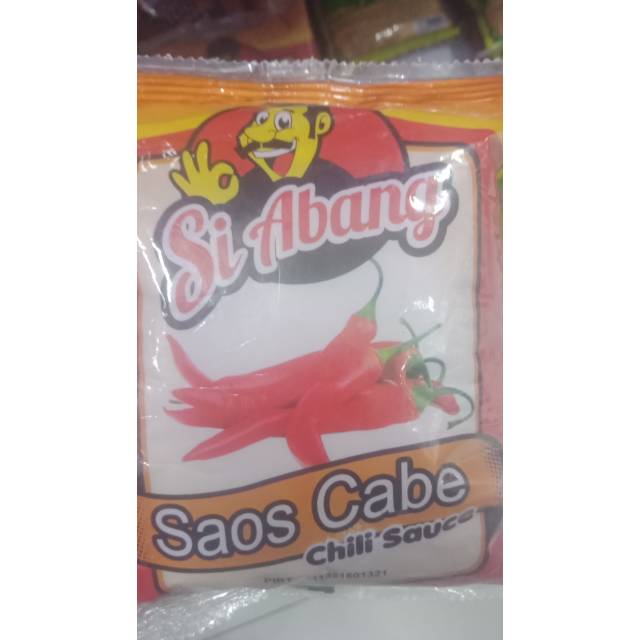 Si Abang
Saos Cabe
Chili Sauce